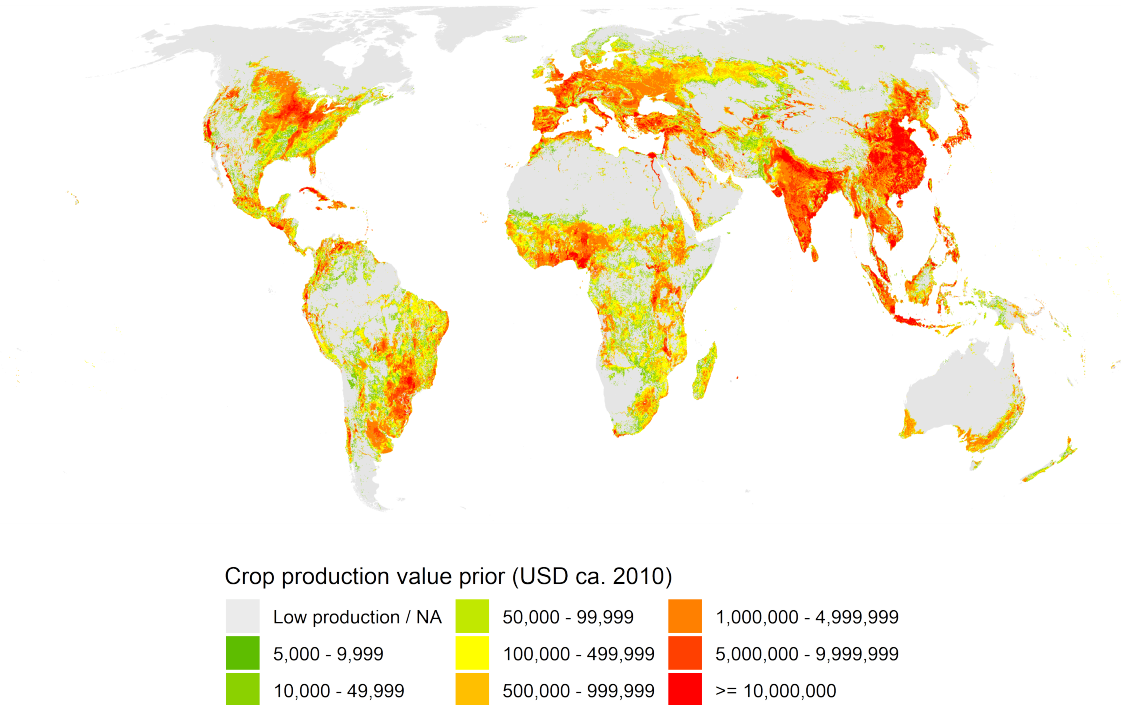 Crop production value prior (USD ca. 2010)
Low production / NA
5,000 - 9,999
10,000 - 49,999
50,000 - 99,999
100,000 - 499,999
500,000 - 999,999
1,000,000 - 4,999,999
5,000,000 - 9,999,999
>= 10,000,000